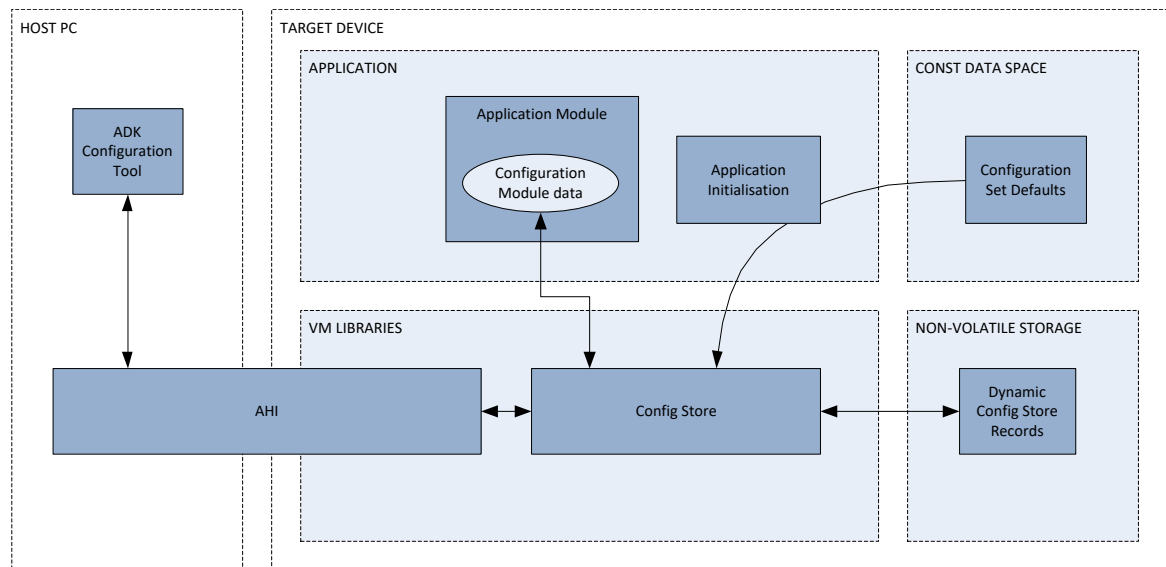 HOST PC
TARGET DEVICE
APPLICATION
CONST DATA SPACE
ADK
Configuration
Tool
Application Module
Configuration
Module data
Application
Initialisation
Configuration
Set Defaults
VM LIBRARIES
NON-VOLATILE STORAGE
AHI
Config Store
Dynamic
Config Store
Records